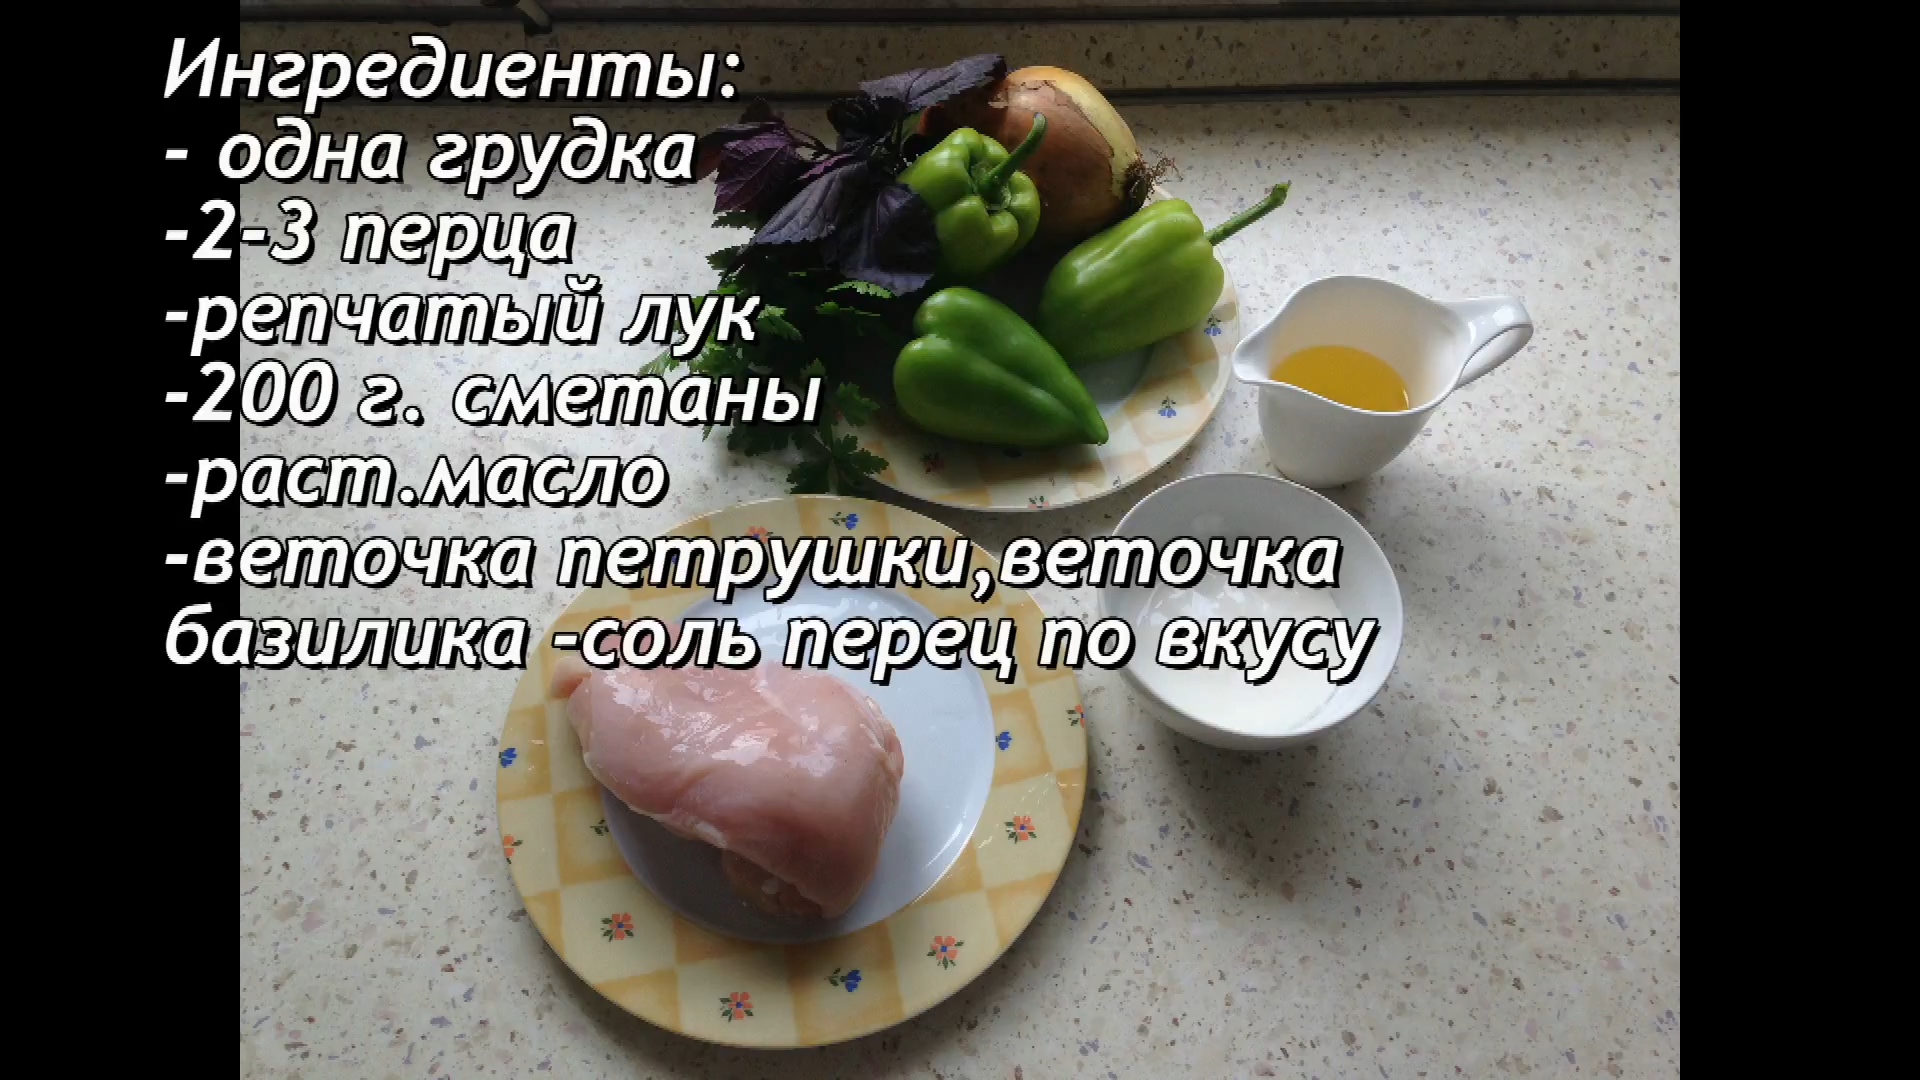 Ингредиенты:
- одна грудка
-2-3 перца
-репчатый лук
-200 г. сметаны
-раст.масло
-веточка петрушки,веточка
базилика -соль перец по вкусу